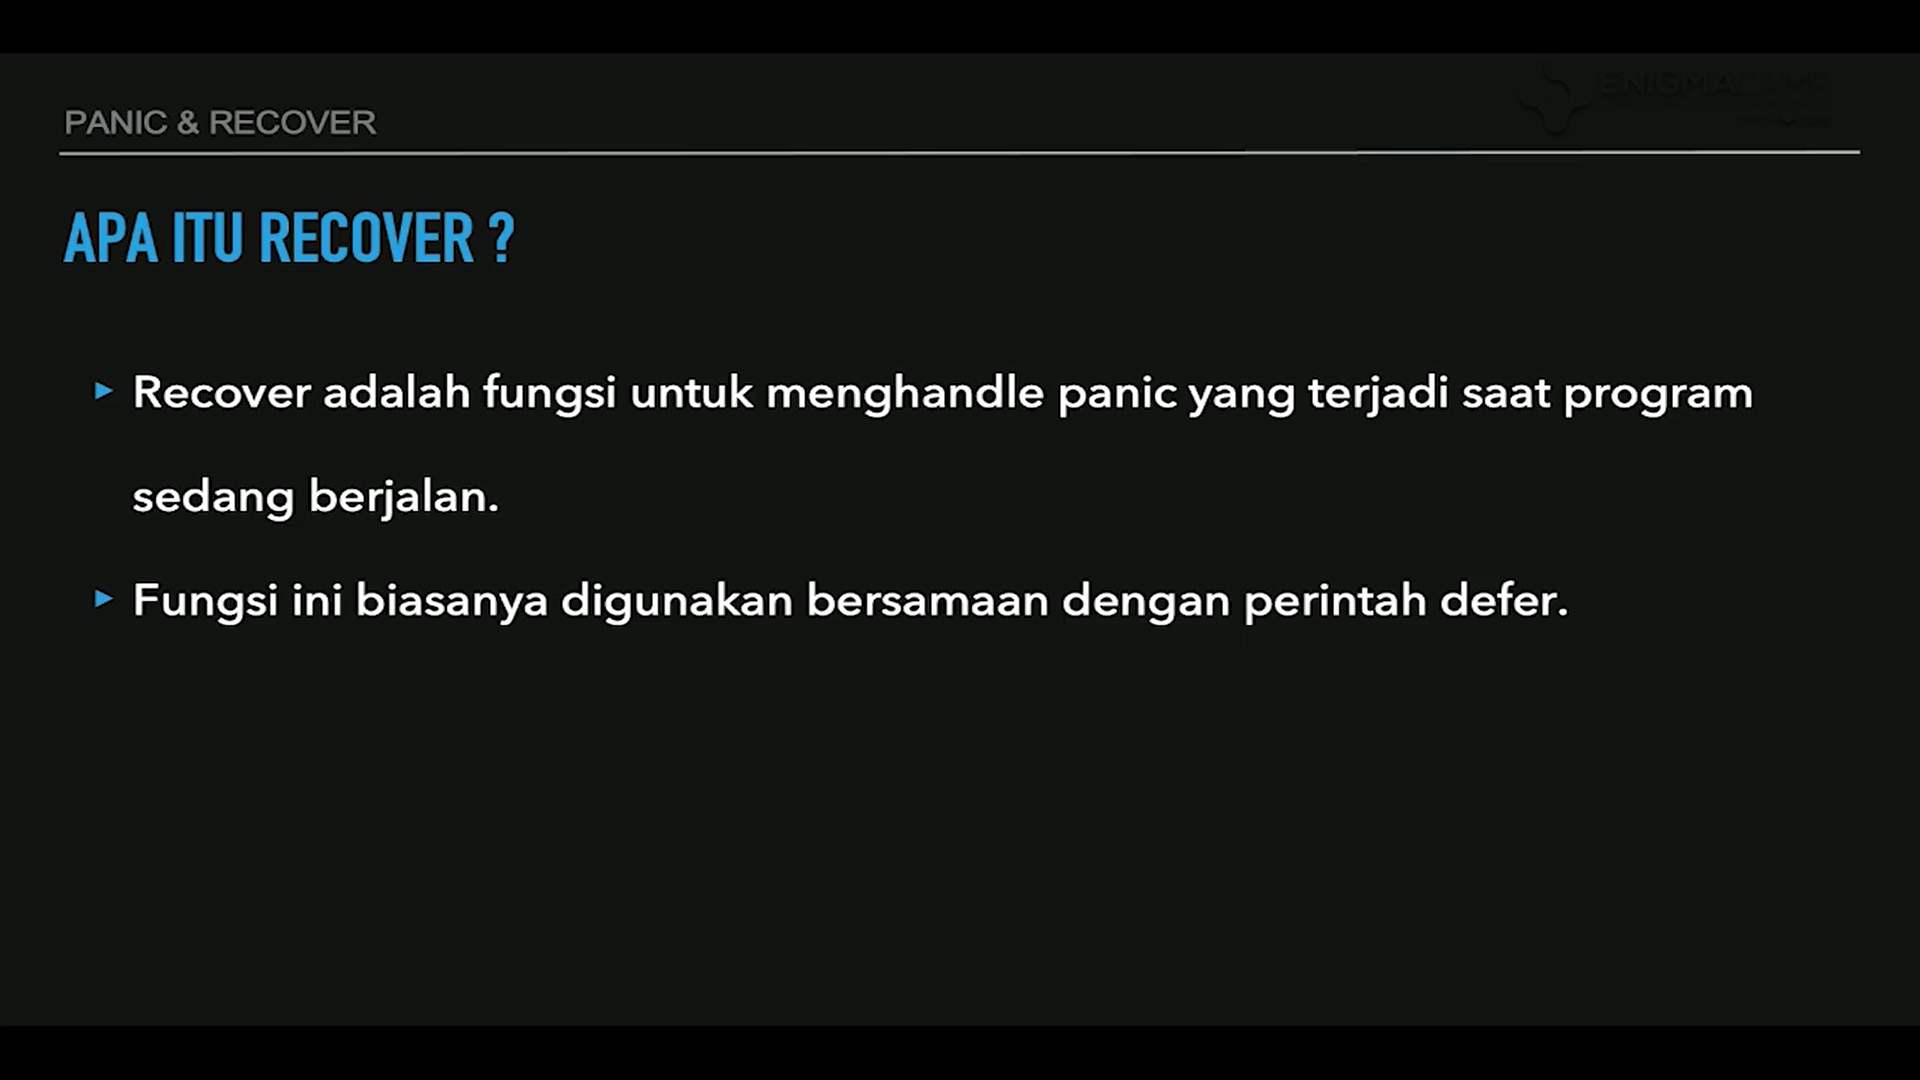 PANIC & RECOVER
ENIGMACAMP
APA ITU RECOVER ?
Recover adalah fungsi untuk menghandle panic yang terjadi saat program
sedang berjalan.
Fungsi ini biasanya digunakan bersamaan dengan perintah defer.